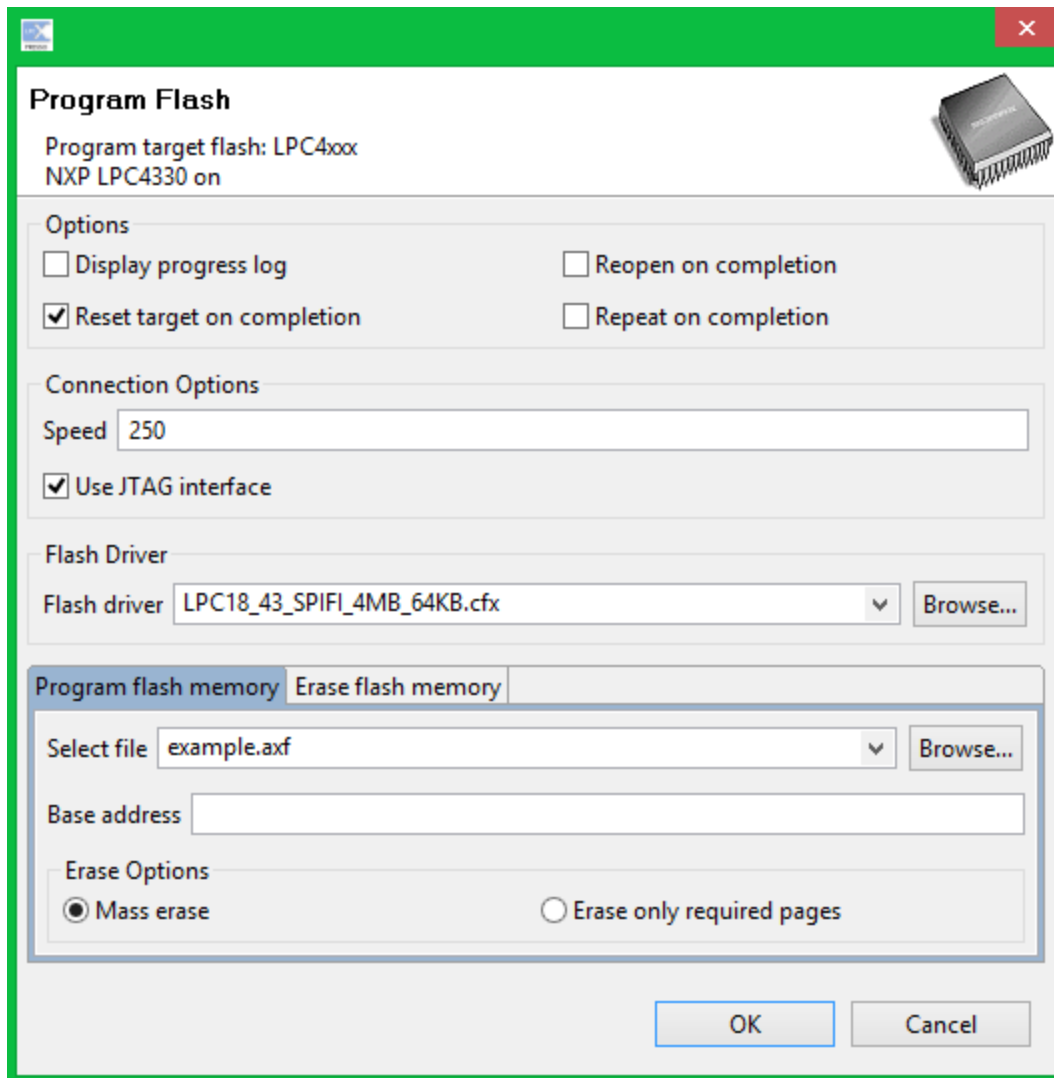 Program Flash
Program target flash: LPC4xxx
NXP LPC4330 on
Options
Display progress log
Reopen on completion
Reset target on completion
Repeat on completion
Connection Options
Speed 250
Use JTAG interface
Flash Driver
Flash driver LPC18_43_SPIFI_4MB_64KB.cfx Browse...
Program flash memory Erase flash memory
Select file example.axf Browse...
Base address
Erase Options
Mass erase Erase only required pages
OK Cancel